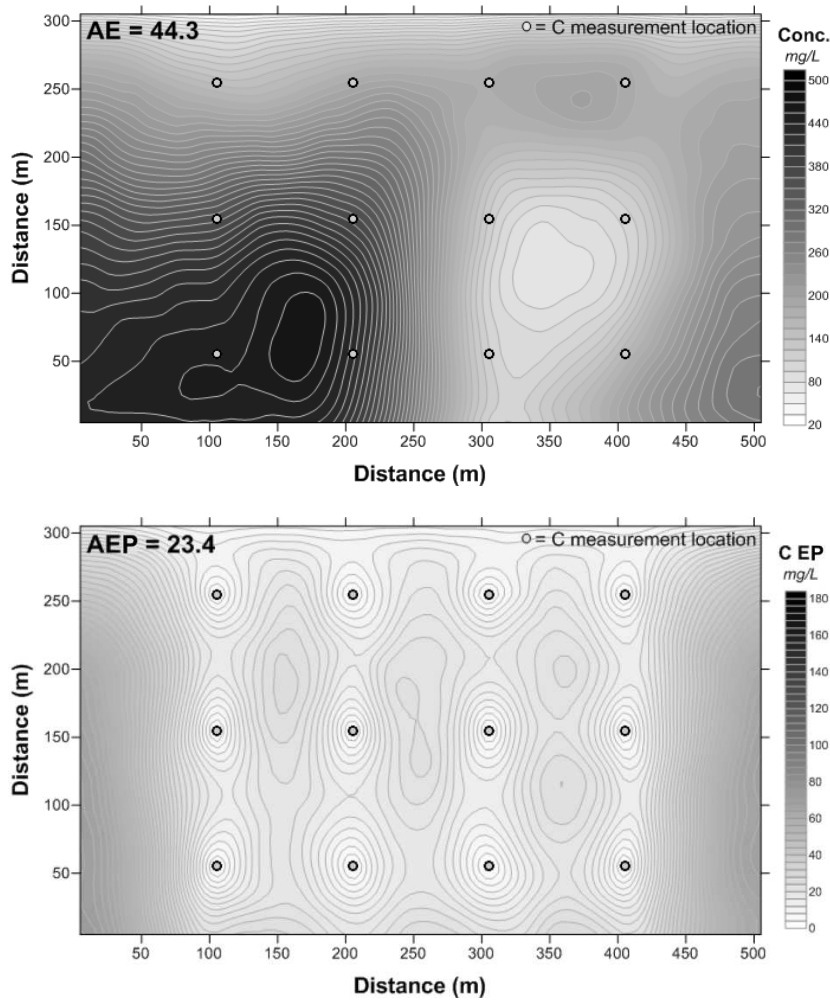 AE = 44.3
O = C measurement location
Conc.
mg/L
300
250
200
150
100
50
Distance (m)
500
440
380
320
260
200
140
80
20
50 100 150 200 250 300 350 400 450 500
Distance (m)
AEP = 23.4
O = C measurement location
C EP
mg/L
300
250
200
150
100
50
Distance (m)
180
160
140
120
100
80
60
40
20
0
50 100 150 200 250 300 350 400 450 500
Distance (m)